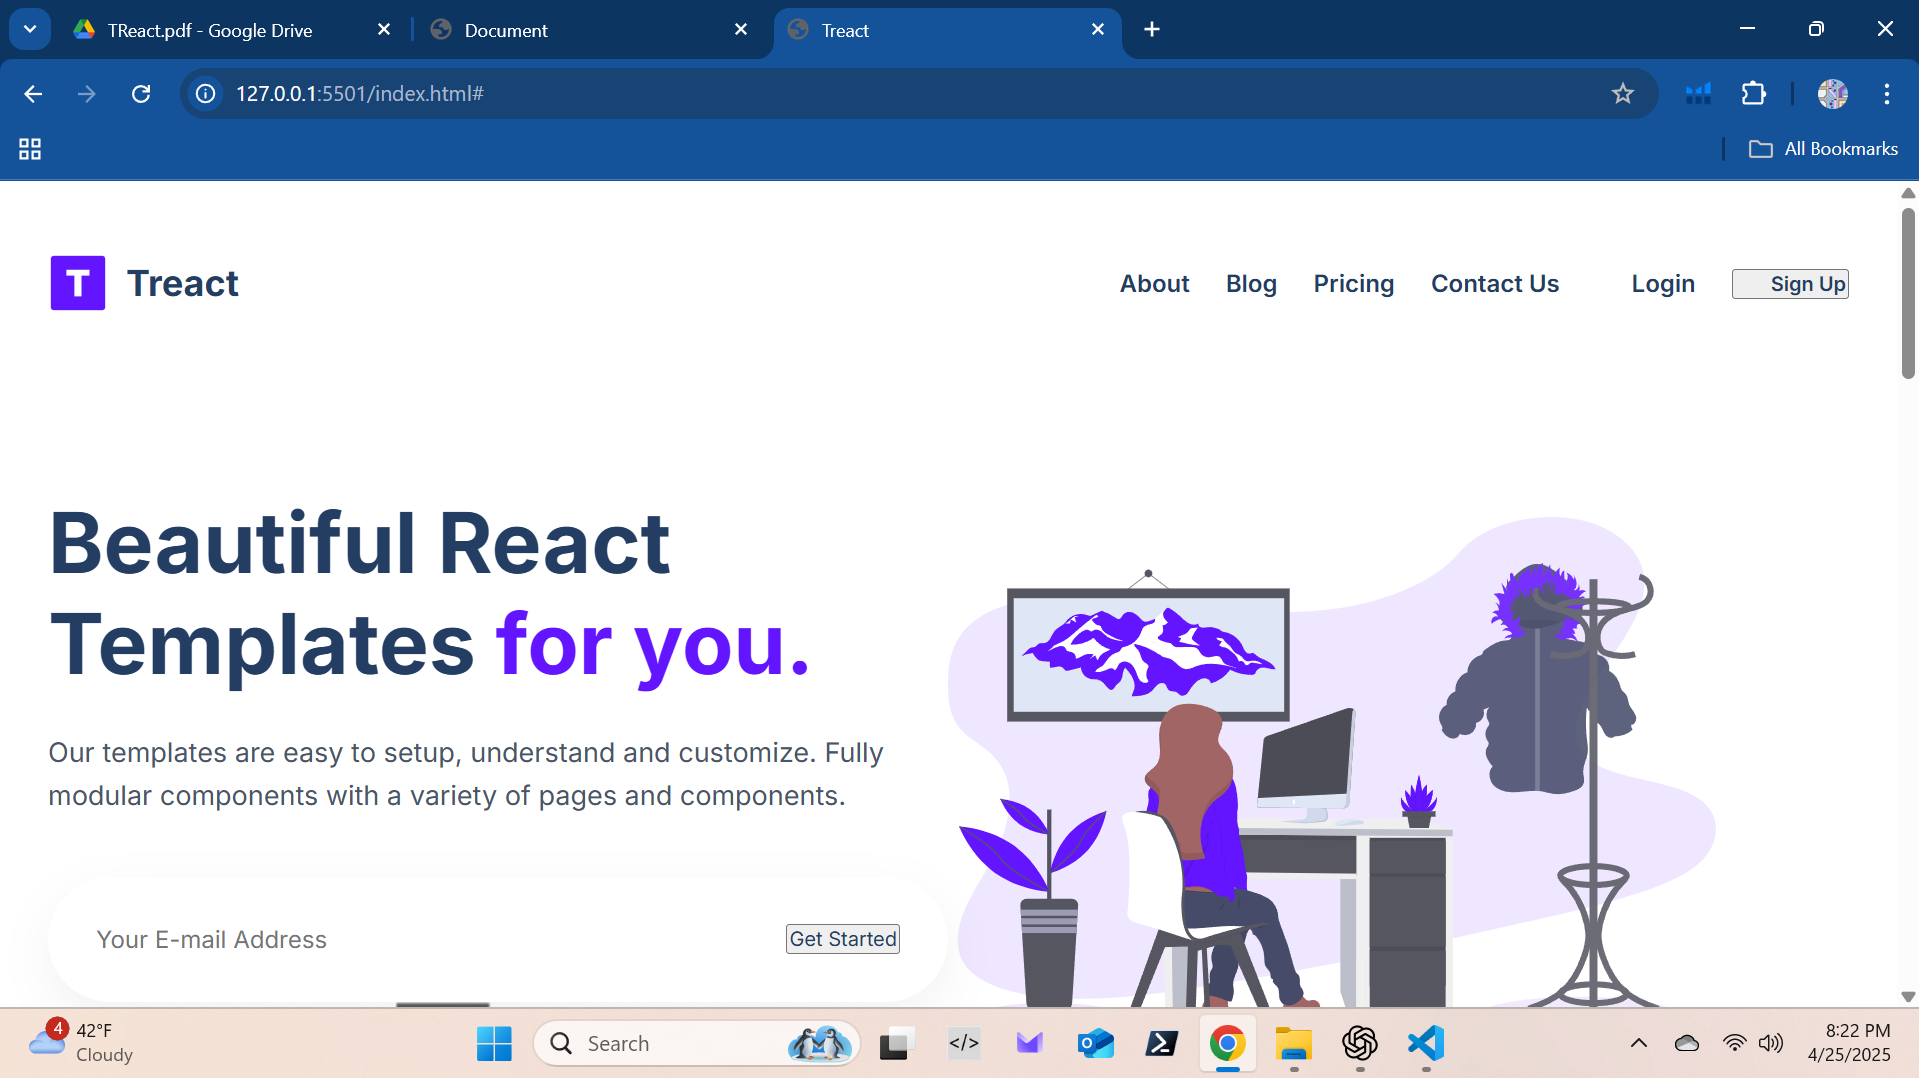 TReact.pdf - Google Drive
Document
Treact
127.0.0.1:5501/index.html#
All Bookmarks
T Treact
About Blog Pricing Contact Us Login Sign Up
Beautiful React
Templates for you.
Our templates are easy to setup, understand and customize. Fully
modular components with a variety of pages and components.
Your E-mail Address
Get Started
4
42°F
Cloudy
Search
8:22 PM
4/25/2025